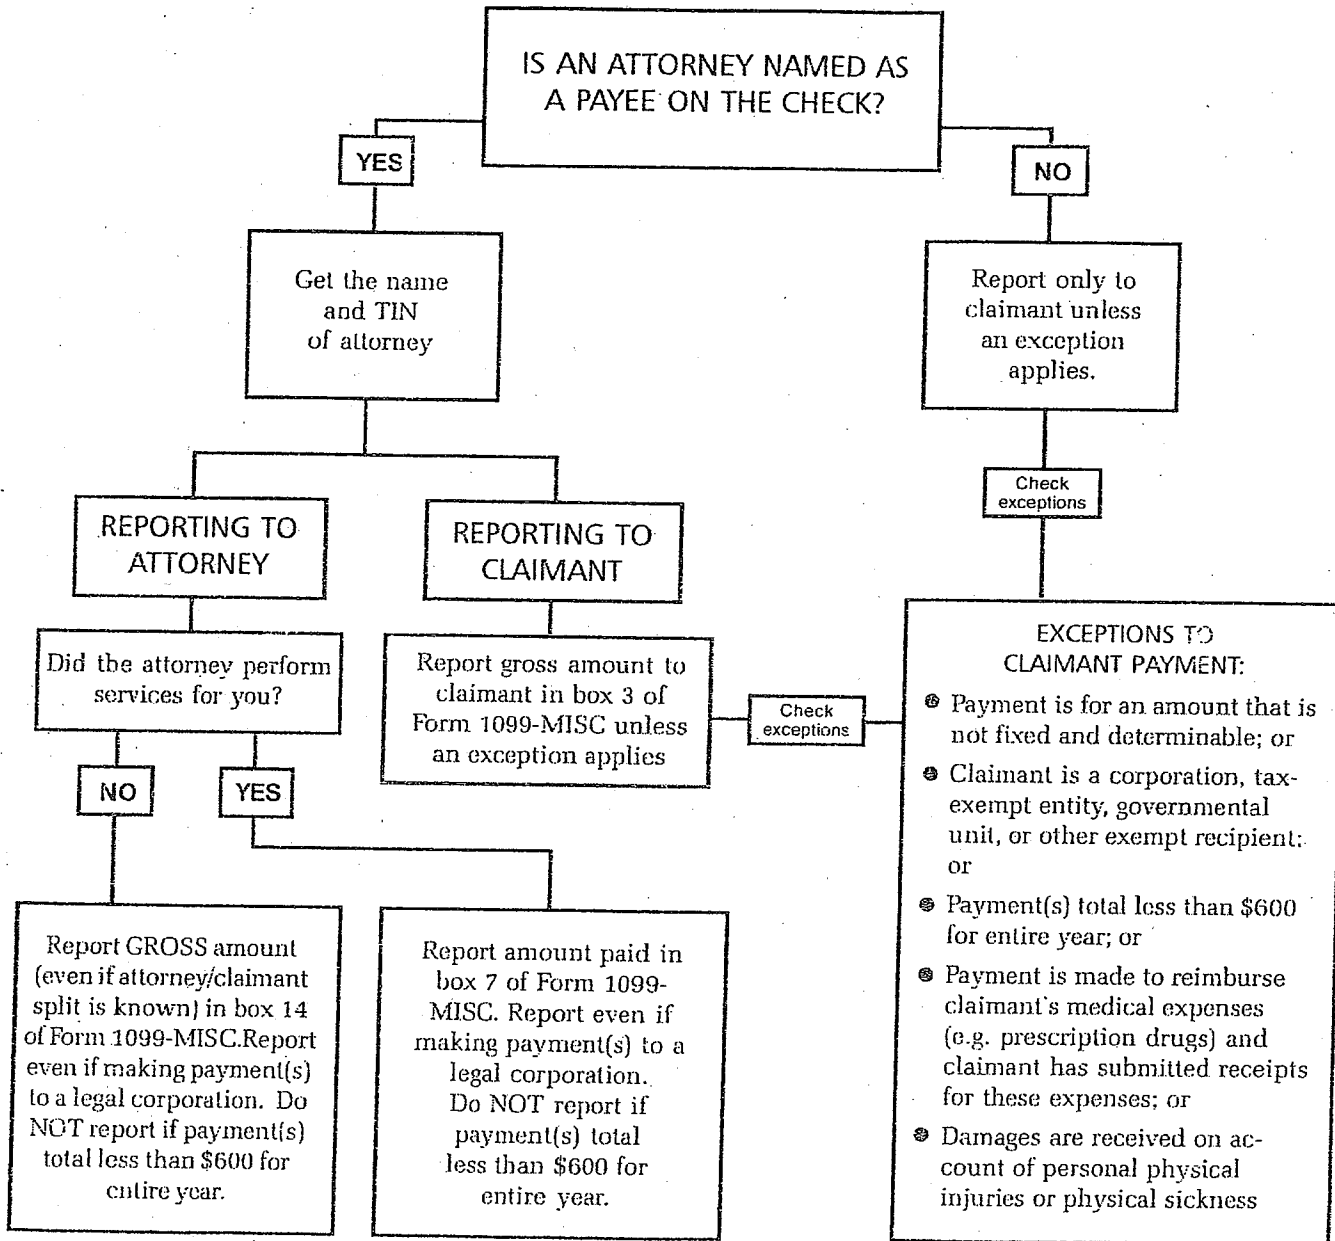 IS AN ATTORNEY NAMED AS
A PAYEE ON THE CHECK?
YES
NO
Get the name
and TIN
of attorney
Report only to
claimant unless
an exception
applies.
Check
exceptions
REPORTING TO
ATTORNEY
REPORTING TO
CLAIMANT
Did the attorney perform
services for you?
Report gross amount to
claimant in box 3 of
Form 1099-MISC unless
an exception applies
Check
exceptions
NO
YES
Report GROSS amount
(even if attorney/claimant
split is known) in box 14
of Form 1099-MISC.Report
even if making payment(s)
to a legal corporation. Do
NOT report if payment(s)
total less than $600 for
entire year.
Report amount paid in
box 7 of Form 1099-
MISC. Report even if
making payment(s) to a
legal corporation.
Do NOT report if
payment(s) total
less than $600 for
entire year.
EXCEPTIONS TO
CLAIMANT PAYMENT:
● Payment is for an amount that is
not fixed and determinable; or
● Claimant is a corporation, tax-
exempt entity, governmental
unit, or other exempt recipient;
or
● Payment(s) total less than $600
for entire year; or
● Payment is made to reimburse
claimant's medical expenses
(e.g. prescription drugs) and
claimant has submitted receipts
for these expenses; or
● Damages are received on ac-
count of personal physical
injuries or physical sickness